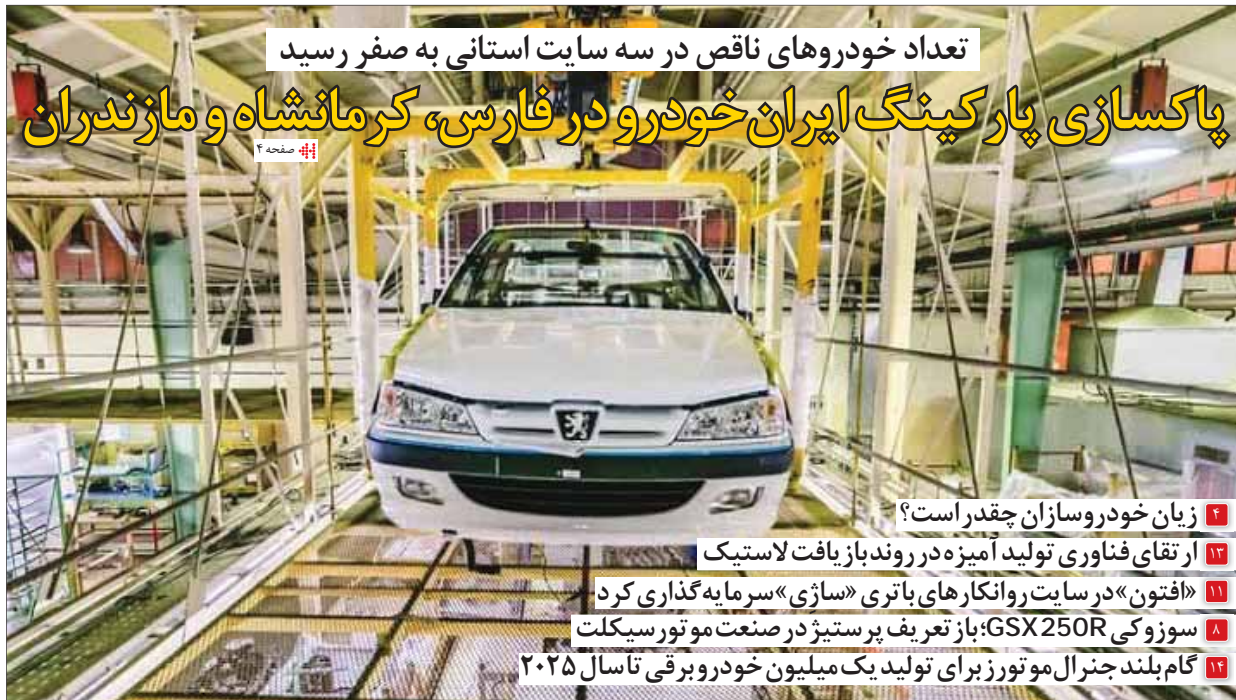 تعداد خودروهای ناقص در سه سایت استانی به صفر رسید
پاکسازی پارکینگ ایران‌خودرو در فارس، کرمانشاه و مازندران
صفحه ۴
۴ زیان خودروسازان چقدر است؟
۱۳ ارتقای فناوری تولید آمیزه در روند بازیافت لاستیک
۱۱ «افتون» در سایت روانکارهای باتری «ساژی» سرمایه‌گذاری کرد
۸ سوزوکی GSX 250R؛ بازتعریف پرستیژ در صنعت موتورسیکلت
۱۴ گام بلند جنرال موتورز برای تولید یک میلیون خودرو برقی تا سال ۲۰۲۵